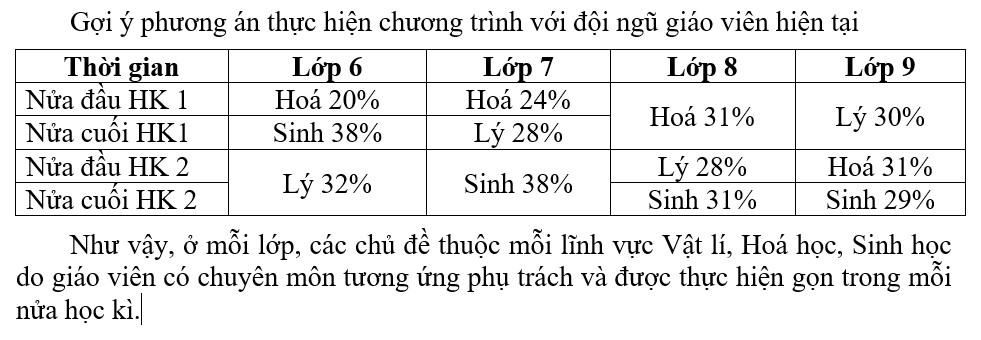 Gợi ý phương án thực hiện chương trình với đội ngũ giáo viên hiện tại
Thời gian Lớp 6 Lớp 7 Lớp 8 Lớp 9
Nửa đầu HK 1 Hoá 20% Hoá 24% Hoá 31% Lý 30%
Nửa cuối HK1 Sinh 38% Lý 28%
Nửa đầu HK 2 Lý 32% Sinh 38% Lý 28% Hoá 31%
Nửa cuối HK 2 Sinh 31% Sinh 29%
Như vậy, ở mỗi lớp, các chủ đề thuộc mỗi lĩnh vực Vật lí, Hoá học, Sinh học
do giáo viên có chuyên môn tương ứng phụ trách và được thực hiện gọn trong mỗi
nửa học kì.